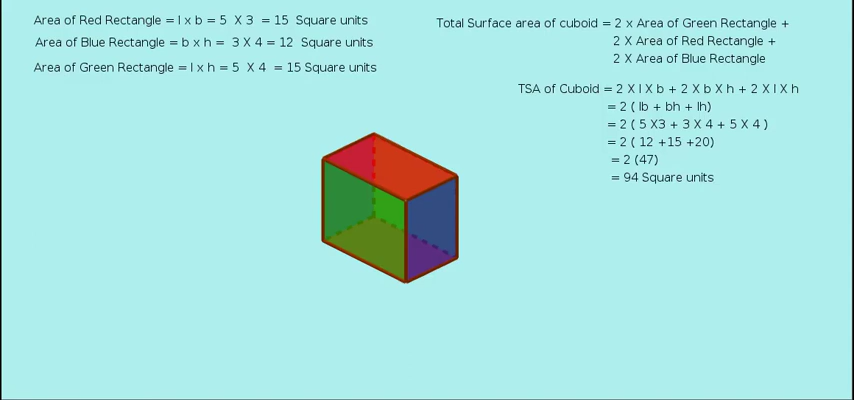 Area of Red Rectangle = l x b = 5 X 3 = 15 Square units
Area of Blue Rectangle = b x h = 3 X 4 = 12 Square units
Area of Green Rectangle = l x h = 5 X 4 = 15 Square units
Total Surface area of cuboid = 2 x Area of Green Rectangle +
2 X Area of Red Rectangle +
2 X Area of Blue Rectangle
TSA of Cuboid = 2 X l X b + 2 X b X h + 2 X l X h
= 2 ( lb + bh + lh)
= 2 ( 5 X3 + 3 X 4 + 5 X 4 )
= 2 ( 12 +15 +20)
= 2 (47)
= 94 Square units